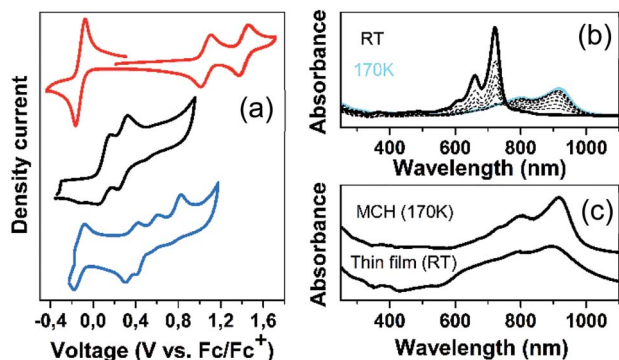 (a)
Density current
-0,4 0,0 0,4 0,8 1,2 1,6
Voltage (V vs. Fc/Fc+)
(b)
RT
170K
Absorbance
400 600 800 1000
Wavelength (nm)
(c)
MCH (170K)
Thin film (RT)
Absorbance
400 600 800 1000
Wavelength (nm)